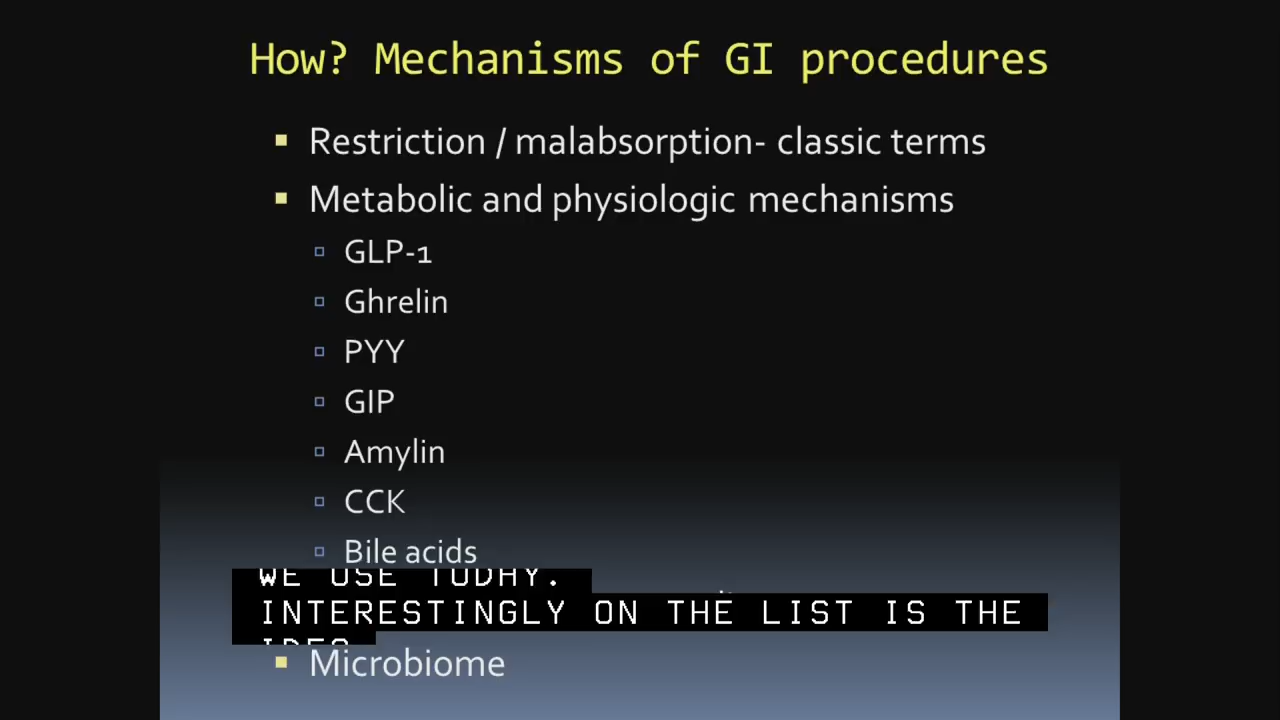 How? Mechanisms of GI procedures
Restriction / malabsorption- classic terms
Metabolic and physiologic mechanisms
GLP-1
Ghrelin
PYY
GIP
Amylin
CCK
Bile acids
WE USE TODAY.
INTERESTINGLY ON THE LIST IS THE
Microbiome